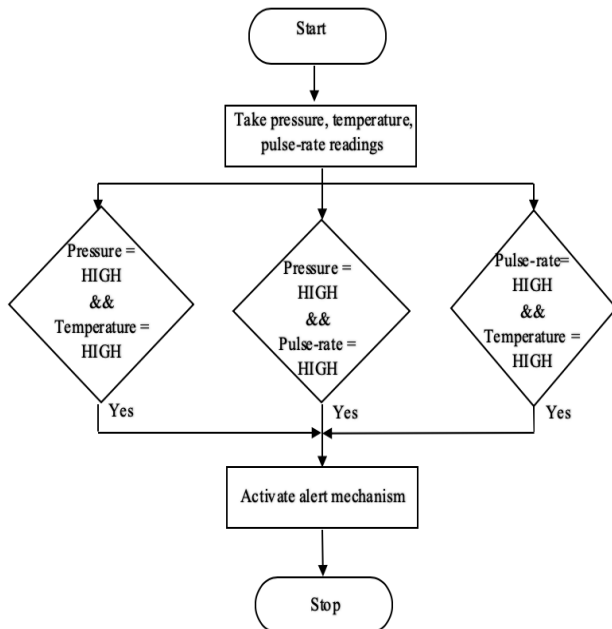 Start
Take pressure, temperature,
pulse-rate readings
Pressure =
HIGH
&&
Temperature =
HIGH
Pressure =
HIGH
&&
Pulse-rate =
HIGH
Pulse-rate=
HIGH
&&
Temperature =
HIGH
Yes
Yes
Yes
Activate alert mechanism
Stop